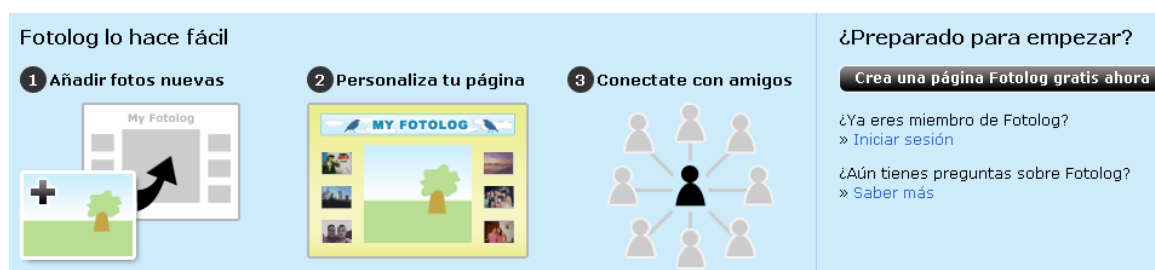 Fotolog lo hace fácil
1 Añadir fotos nuevas
My Fotolog
2 Personaliza tu página
MY FOTOLOG
3 Conectate con amigos
¿Preparado para empezar?
Crea una página Fotolog gratis ahora
¿Ya eres miembro de Fotolog?
» Iniciar sesión
¿Aún tienes preguntas sobre Fotolog?
» Saber más